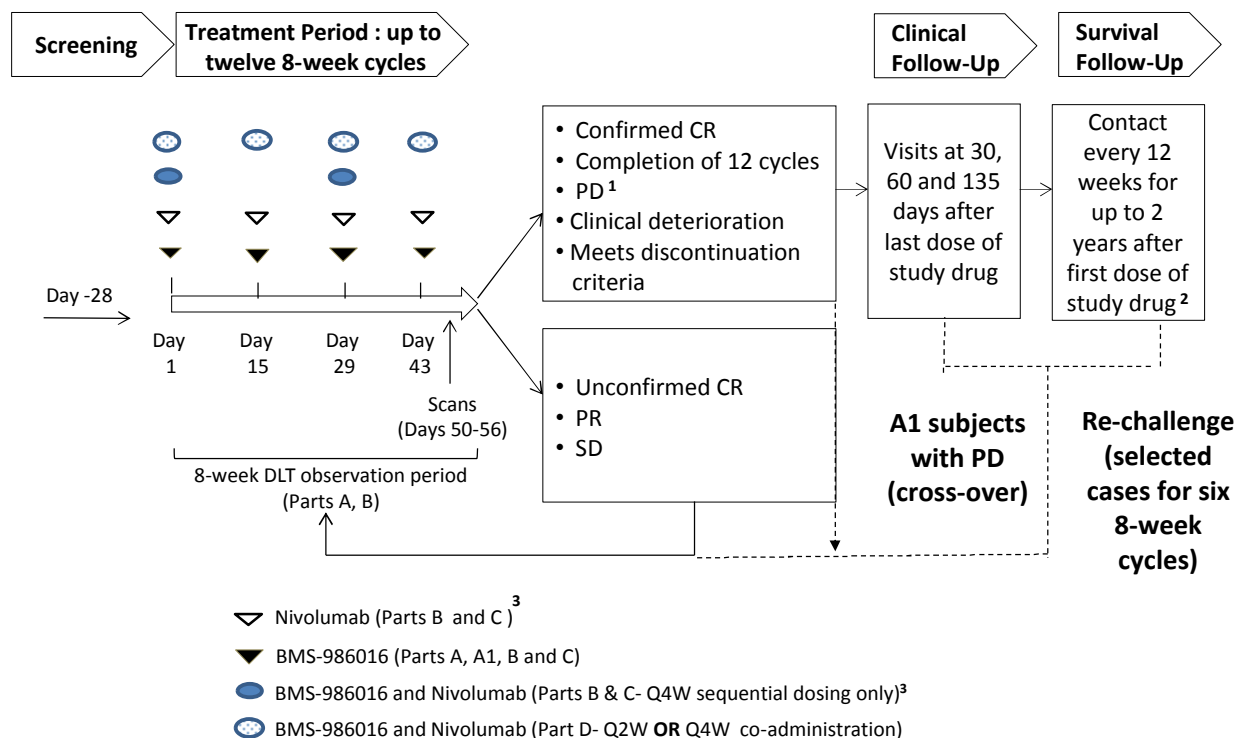 Screening
Treatment Period : up to
twelve 8-week cycles
Clinical
Follow-Up
Survival
Follow-Up
• Confirmed CR
• Completion of 12 cycles
• PD 1
• Clinical deterioration
• Meets discontinuation
criteria
Visits at 30,
60 and 135
days after
last dose of
study drug
Contact
every 12
weeks for
up to 2
years after
first dose of
study drug 2
Day -28
Day
1
Day
15
Day
29
Day
43
Scans
(Days 50-56)
8-week DLT observation period
(Parts A, B)
• Unconfirmed CR
• PR
• SD
A1 subjects
with PD
(cross-over)
Re-challenge
(selected
cases for six
8-week
cycles)
Nivolumab (Parts B and C )3
BMS-986016 (Parts A, A1, B and C)
BMS-986016 and Nivolumab (Parts B & C- Q4W sequential dosing only)3
BMS-986016 and Nivolumab (Part D- Q2W OR Q4W co-administration)